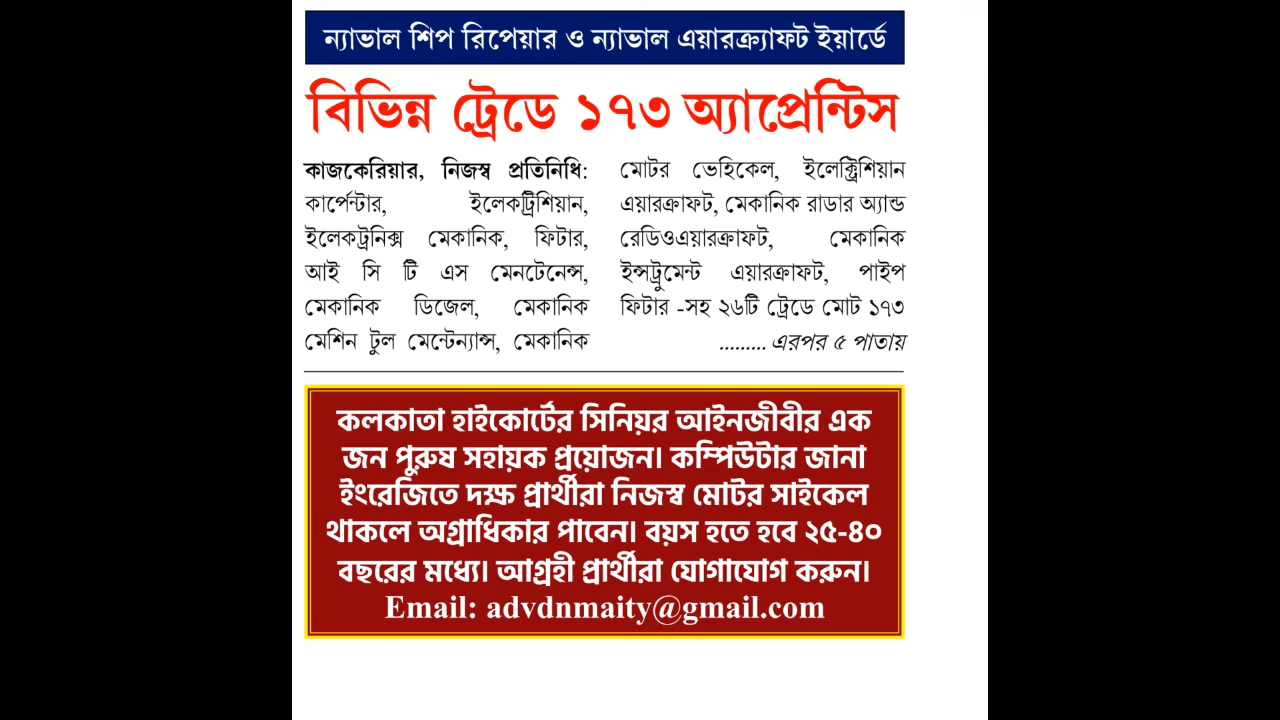 ন্যাভাল শিপ রিপেয়ার ও ন্যাভাল এয়ারক্র্যাফট ইয়ার্ডে
বিভিন্ন ট্রেডে ১৭৩ অ্যাপ্রেন্টিস
কাজকেরিয়ার, নিজস্ব প্রতিনিধি:
কার্পেন্টার, ইলেকট্রিশিয়ান,
ইলেকট্রনিক্স মেকানিক, ফিটার,
আই সি টি এস মেনটেনেন্স,
মেকানিক ডিজেল, মেকানিক
মেশিন টুল মেন্টেন্যান্স, মেকানিক
মোটর ভেহিকেল, ইলেক্ট্রিশিয়ান
এয়ারক্রাফট, মেকানিক রাডার অ্যান্ড
রেডিওএয়ারক্রাফট, মেকানিক
ইন্সট্রুমেন্ট এয়ারক্রাফট, পাইপ
ফিটার -সহ ২৬টি ট্রেডে মোট ১৭৩
......... এরপর ৫ পাতায়
কলকাতা হাইকোর্টের সিনিয়র আইনজীবীর এক
জন পুরুষ সহায়ক প্রয়োজন। কম্পিউটার জানা
ইংরেজিতে দক্ষ প্রার্থীরা নিজস্ব মোটর সাইকেল
থাকলে অগ্রাধিকার পাবেন। বয়স হতে হবে ২৫-৪০
বছরের মধ্যে। আগ্রহী প্রার্থীরা যোগাযোগ করুন।
Email: advdnmaity@gmail.com